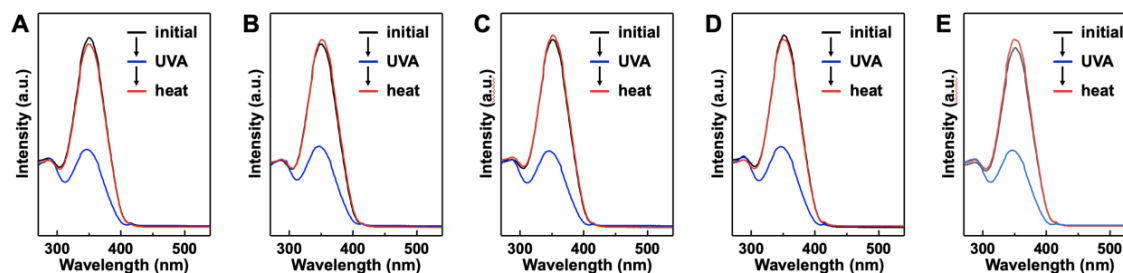 A
initial
UVA
heat
Intensity (a.u.)
300 400 500
Wavelength (nm)
B
initial
UVA
heat
Intensity (a.u.)
300 400 500
Wavelength (nm)
C
initial
UVA
heat
Intensity (a.u.)
300 400 500
Wavelength (nm)
D
initial
UVA
heat
Intensity (a.u.)
300 400 500
Wavelength (nm)
E
initial
UVA
heat
Intensity (a.u.)
300 400 500
Wavelength (nm)